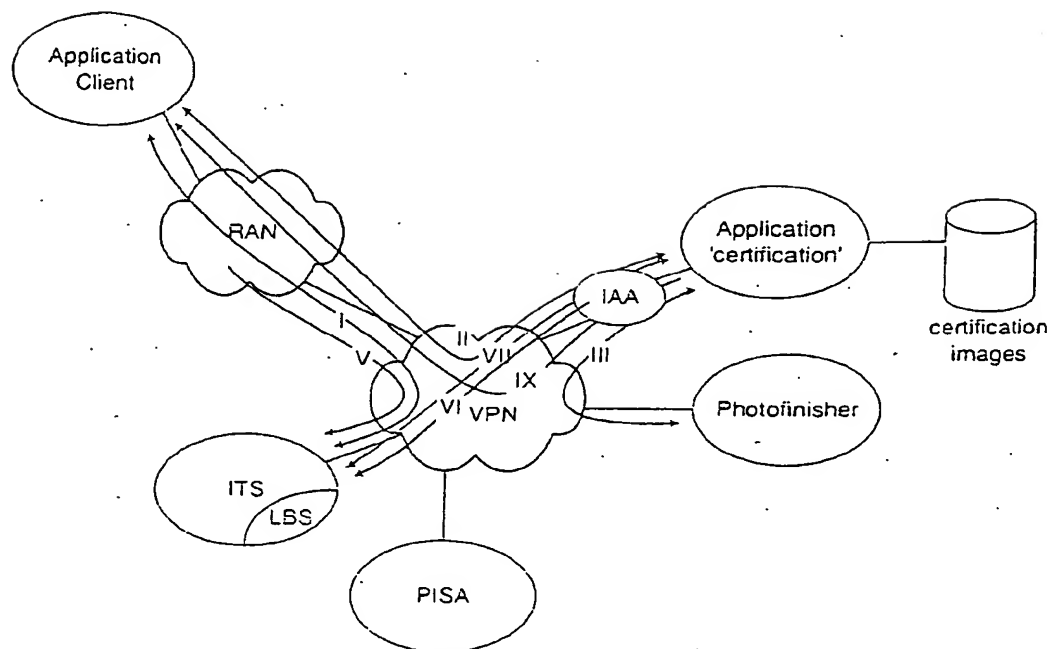 Application
Client
RAN
Application
'certification'
IAA
certification
images
I
II
V
VII
III
IX
VI
VPN
Photofinisher
ITS
LBS
PISA